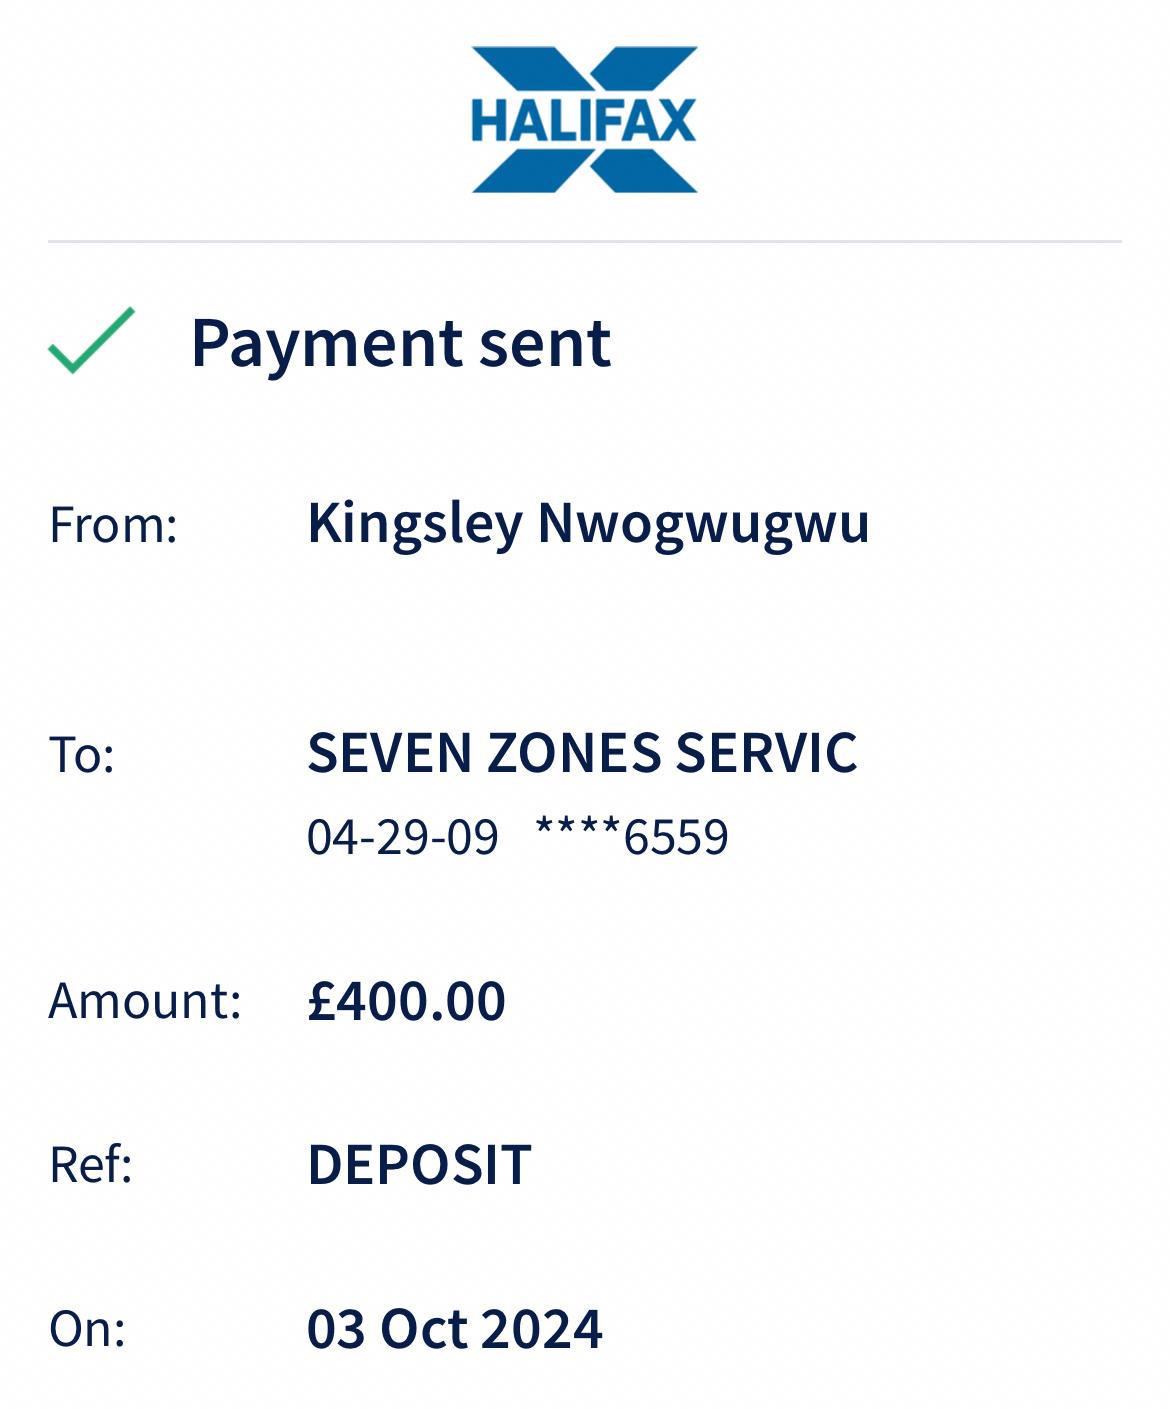 HALIFAX
Payment sent
From: Kingsley Nwogwugwu
To: SEVEN ZONES SERVIC
04-29-09 ****6559
Amount: £400.00
Ref: DEPOSIT
On: 03 Oct 2024